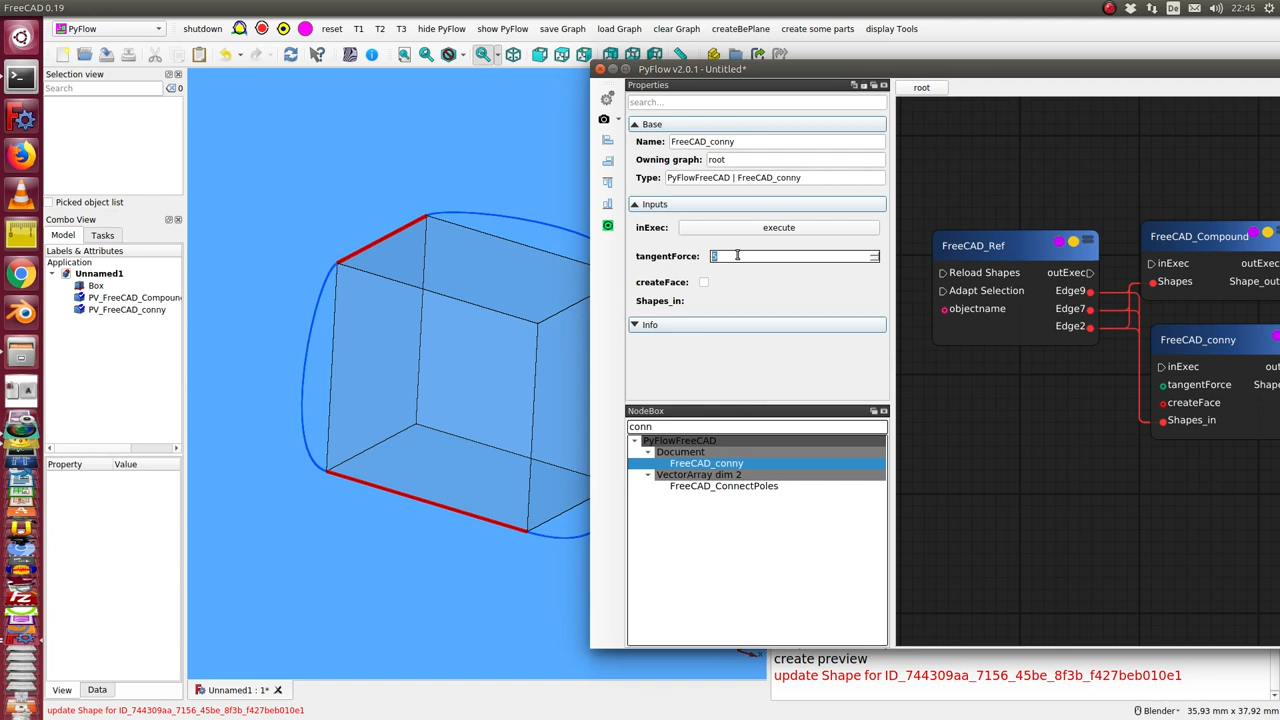 FreeCAD 0.19
De
22:45
PyFlow
shutdown
reset
T1
T2
T3
hide PyFlow
show PyFlow
save Graph
load Graph
clear Graph
createBePlane
create some parts
display Tools
Selection view
Search
0
Picked object list
Combo View
Model
Tasks
Labels & Attributes
Application
Unnamed1
Box
PV_FreeCAD_Compoun
PV_FreeCAD_conny
Property
Value
View
Data
Unnamed1 : 1*
PyFlow v2.0.1 - Untitled*
Properties
search...
Base
Name: FreeCAD_conny
Owning graph: root
Type: PyFlowFreeCAD | FreeCAD_conny
Inputs
inExec: execute
tangentForce:
createFace:
Shapes_in:
Info
NodeBox
conn
PyFlowFreeCAD
Document
FreeCAD_conny
VectorArray dim 2
FreeCAD_ConnectPoles
root
FreeCAD_Ref
Reload Shapes
outExec
Adapt Selection
Edge9
objectname
Edge7
Edge2
FreeCAD_Compound
inExec
Shapes
Shape_out
FreeCAD_conny
inExec
out
tangentForce
Shape
createFace
Shapes_in
create preview
update Shape for ID_744309aa_7156_45be_8f3b_f427beb010e1
update Shape for ID_744309aa_7156_45be_8f3b_f427beb010e1
Blender
35,93 mm x 37,92 mm